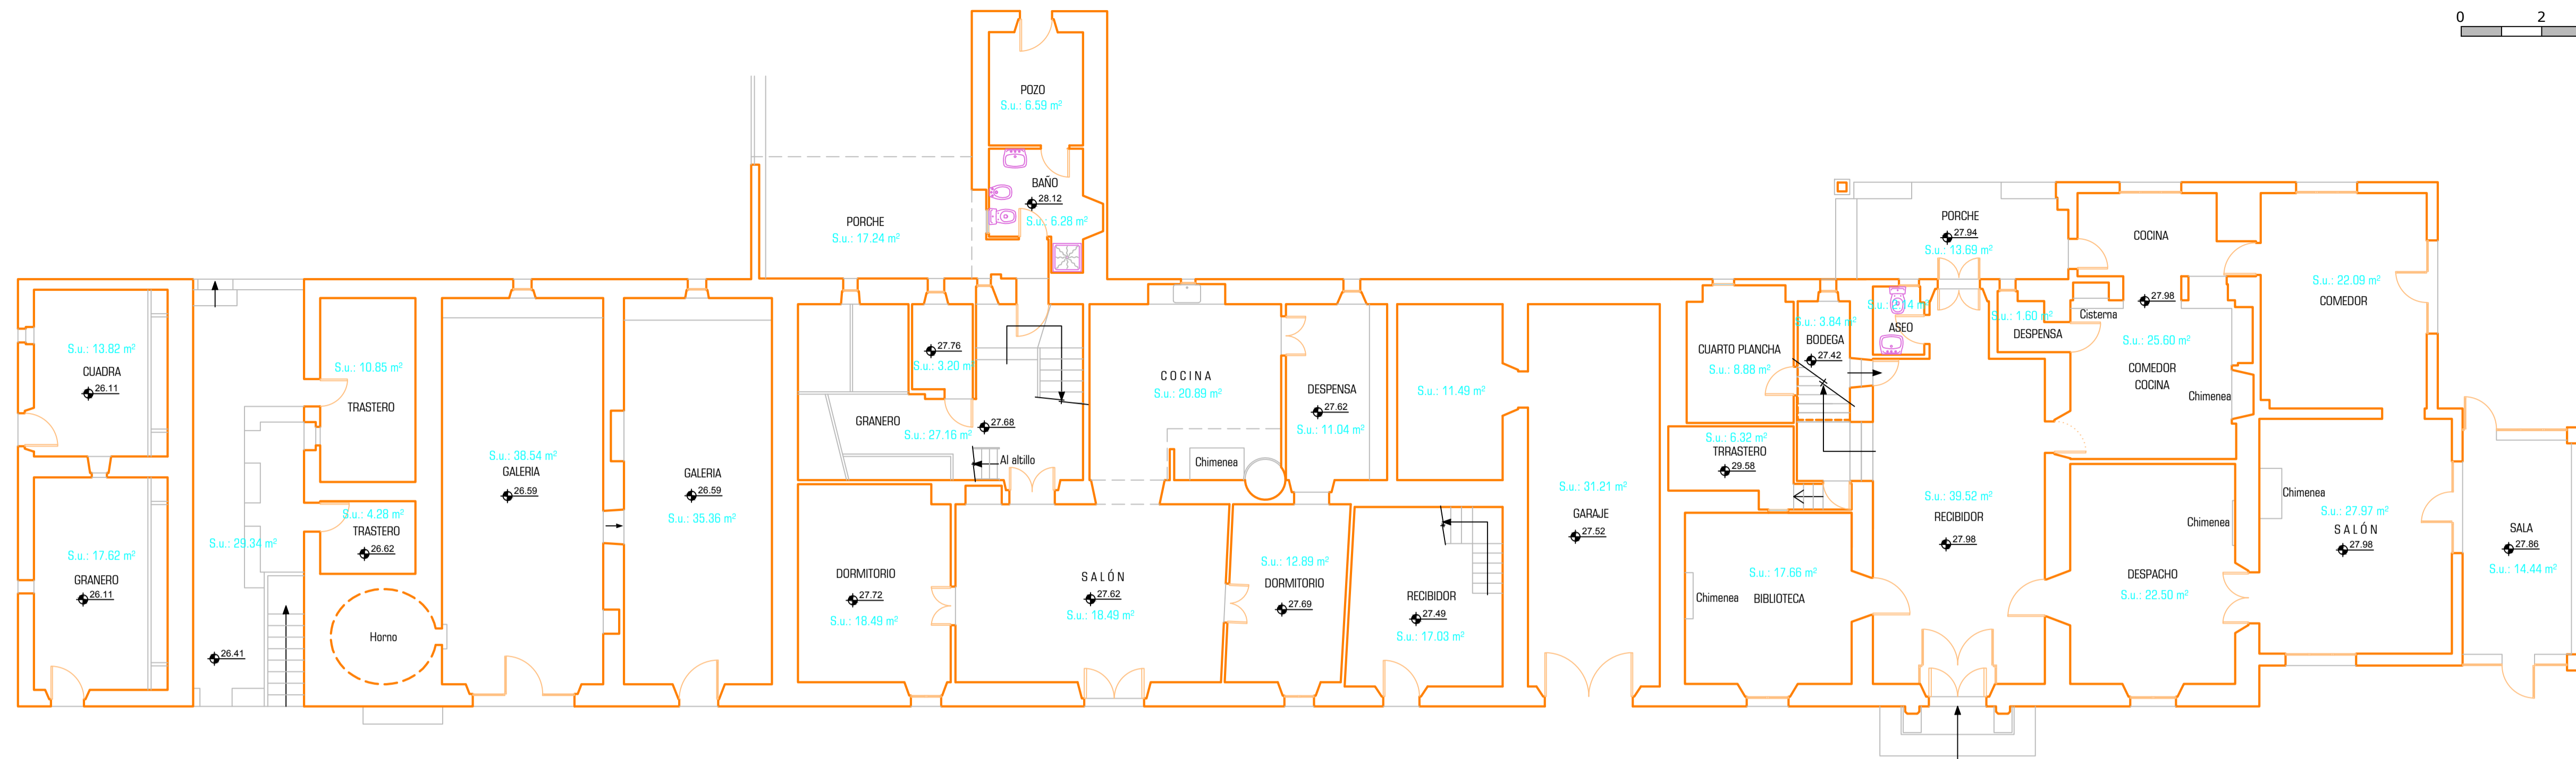 0 2
POZO
S.u.: 6.59 m²
BAÑO
28.12
S.u.: 6.28 m²
PORCHE
S.u.: 17.24 m²
PORCHE
27.94
S.u.: 13.69 m²
COCINA
S.u.: 22.09 m²
COMEDOR
S.u.: 13.82 m²
CUADRA
26.11
S.u.: 17.62 m²
GRANERO
26.11
S.u.: 29.34 m²
26.41
S.u.: 10.85 m²
TRASTERO
S.u.: 4.28 m²
TRASTERO
26.62
Horno
S.u.: 38.54 m²
GALERIA
26.59
GALERIA
26.59
S.u.: 35.36 m²
27.76
S.u.: 3.20 m²
GRANERO
S.u.: 27.16 m²
27.68
Al altillo
DORMITORIO
27.72
S.u.: 18.49 m²
COCINA
S.u.: 20.89 m²
Chimenea
SALÓN
27.62
S.u.: 18.49 m²
DESPENSA
27.62
S.u.: 11.04 m²
S.u.: 12.89 m²
DORMITORIO
27.69
S.u.: 11.49 m²
RECIBIDOR
27.49
S.u.: 17.03 m²
S.u.: 31.21 m²
GARAJE
27.52
CUARTO PLANCHA
S.u.: 8.88 m²
S.u.: 3.84 m²
BODEGA
27.42
ASEO
S.u.: 6.32 m²
TRRASTERO
29.58
S.u.: 17.66 m²
Chimenea
BIBLIOTECA
S.u.: 39.52 m²
RECIBIDOR
27.98
S.u.: 1.60 m²
DESPENSA
Cisterna
27.98
S.u.: 25.60 m²
COMEDOR
COCINA
Chimenea
Chimenea
DESPACHO
S.u.: 22.50 m²
Chimenea
S.u.: 27.97 m²
SALÓN
27.98
SALA
27.86
S.u.: 14.44 m²